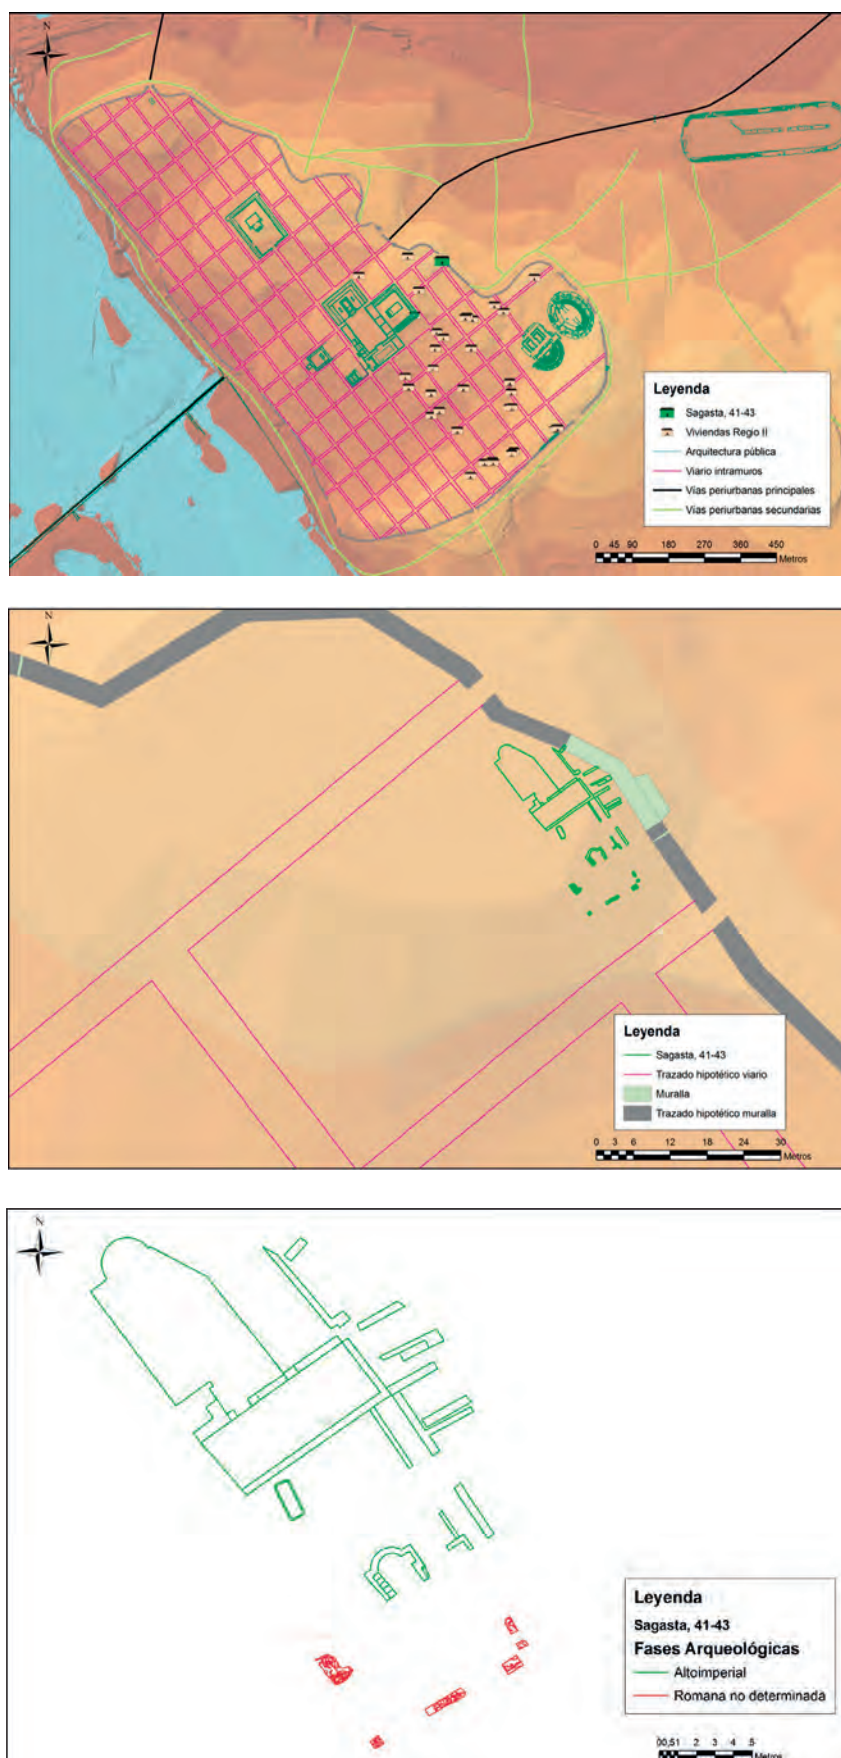 N
Leyenda
Sagasta, 41-43
Viviendas Regio II
Arquitectura pública
Viario intramuros
Vías periurbanas principales
Vías periurbanas secundarias
0 45 90 180 270 360 450
Metros
N
Leyenda
Sagasta, 41-43
Trazado hipotético viario
Muralla
Trazado hipotético muralla
0 3 6 12 18 24 30
Metros
N
Leyenda
Sagasta, 41-43
Fases Arqueológicas
Altoimperial
Romana no determinada
00,51 2 3 4 5
Metros